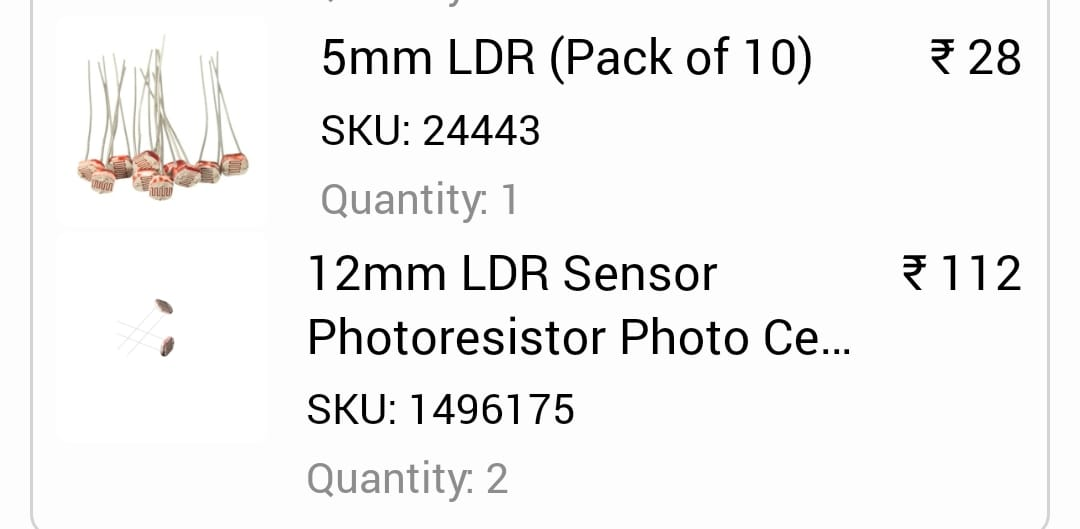 5mm LDR (Pack of 10) ₹ 28
SKU: 24443
Quantity: 1
12mm LDR Sensor ₹ 112
Photoresistor Photo Ce...
SKU: 1496175
Quantity: 2